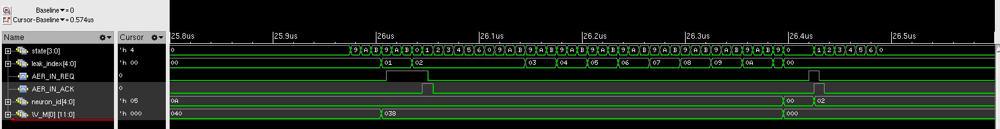 Baseline▼=0
Cursor-Baseline▼=0.574us
Name Cursor 25.8us 25.9us 26us 26.1us 26.2us 26.3us 26.4us 26.5us
state[3:0] 'h 4 0 9 A B 9 A B 0 1 2 3 4 5 6 0 9 A B 9 A B 9 A B 9 A B 9 A B 9 A B 9 A B 9 A B 9 A B 9 0 1 2 3 4 5 6 0
leak_index[4:0] 'h 00 00 01 02 03 04 05 06 07 08 09 0A 00
AER_IN_REQ 0
AER_IN_ACK 0
neuron_id[4:0] 'h 05 0A 00 02
\V_M[0] [11:0] 'h 000 040 038 000